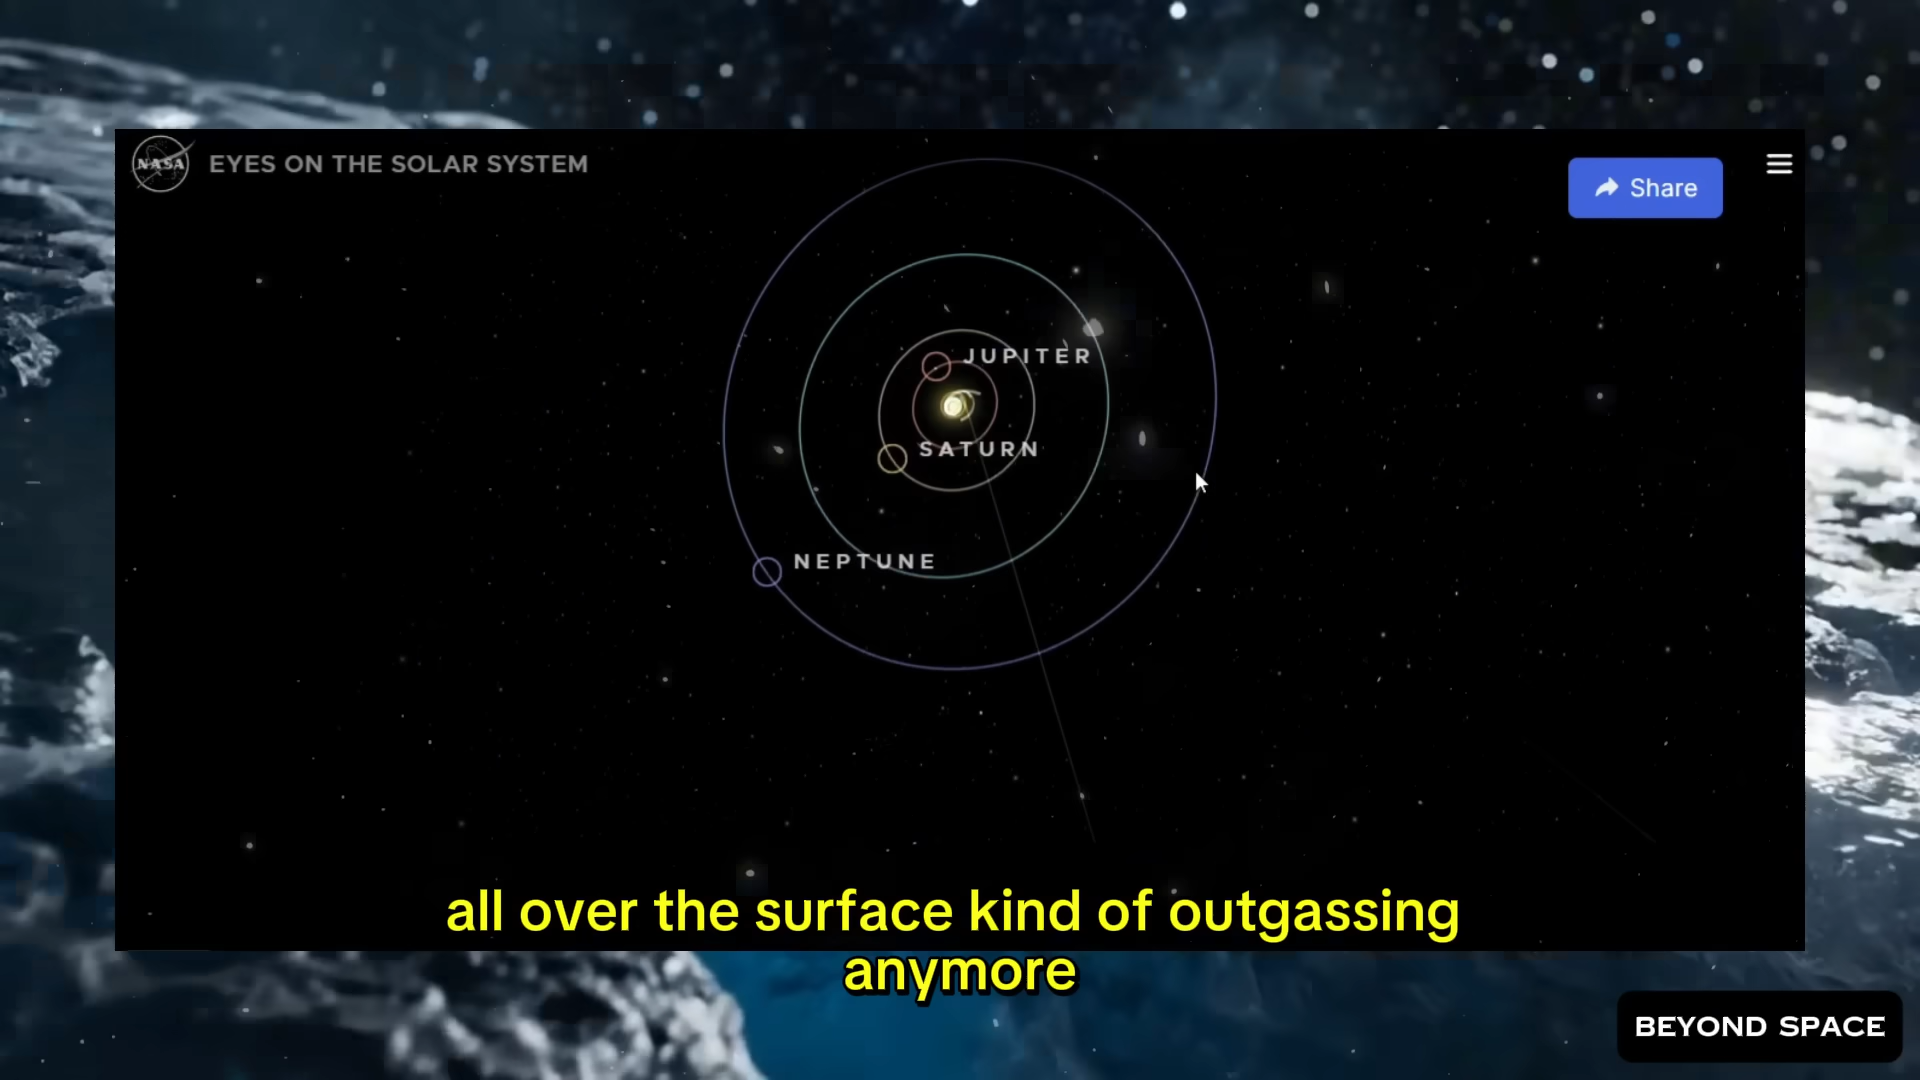 NASA
EYES ON THE SOLAR SYSTEM
Share
JUPITER
SATURN
NEPTUNE
all over the surface kind of outgassing
anymore
BEYOND SPACE